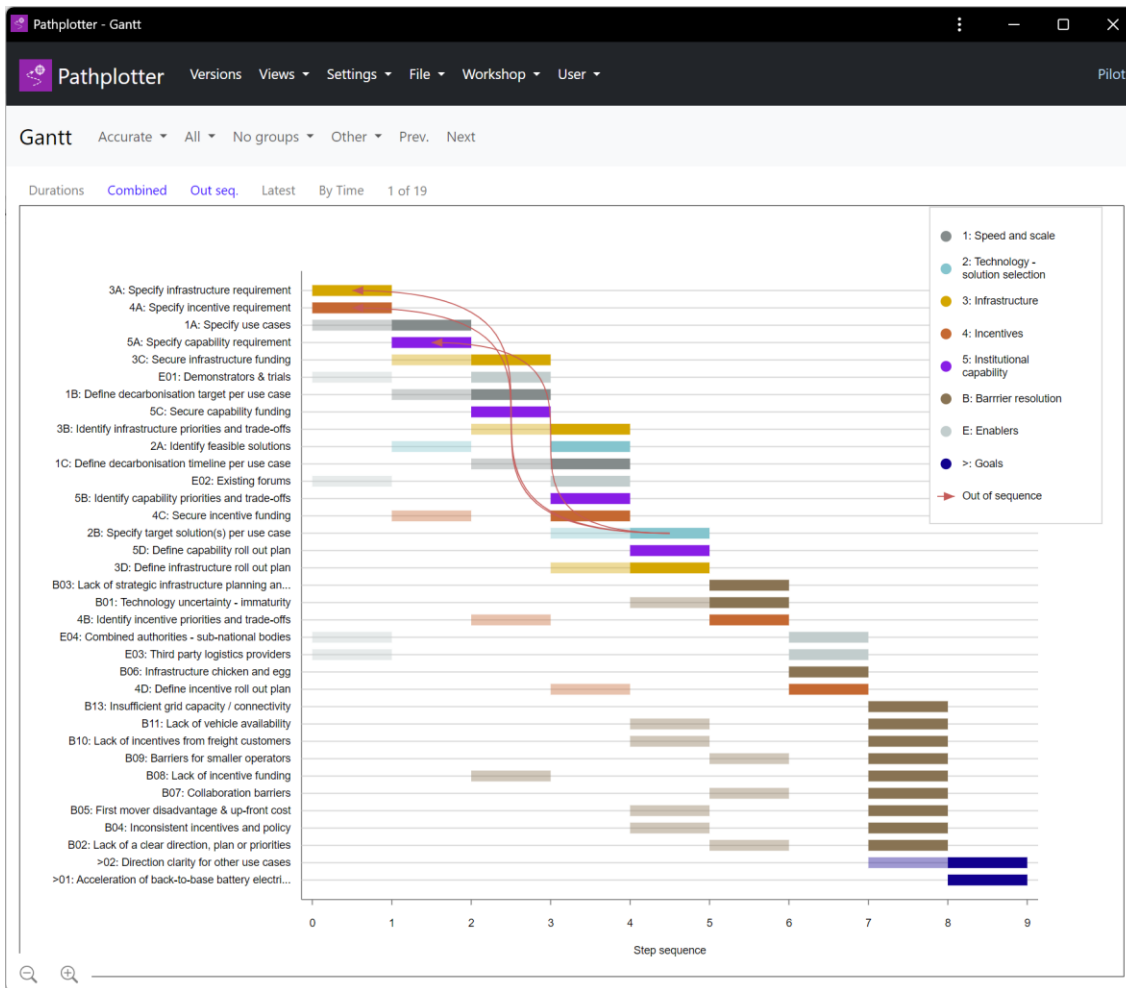 Pathplotter - Gantt
Pathplotter Versions Views Settings File Workshop User Pilot
Gantt Accurate All No groups Other Prev. Next
Durations Combined Out seq. Latest By Time 1 of 19
3A: Specify infrastructure requirement
4A: Specify incentive requirement
1A: Specify use cases
5A: Specify capability requirement
3C: Secure infrastructure funding
E01: Demonstrators & trials
1B: Define decarbonisation target per use case
5C: Secure capability funding
3B: Identify infrastructure priorities and trade-offs
2A: Identify feasible solutions
1C: Define decarbonisation timeline per use case
E02: Existing forums
5B: Identify capability priorities and trade-offs
4C: Secure incentive funding
2B: Specify target solution(s) per use case
5D: Define capability roll out plan
3D: Define infrastructure roll out plan
B03: Lack of strategic infrastructure planning an...
B01: Technology uncertainty - immaturity
4B: Identify incentive priorities and trade-offs
E04: Combined authorities - sub-national bodies
E03: Third party logistics providers
B06: Infrastructure chicken and egg
4D: Define incentive roll out plan
B13: Insufficient grid capacity / connectivity
B11: Lack of vehicle availability
B10: Lack of incentives from freight customers
B09: Barriers for smaller operators
B08: Lack of incentive funding
B07: Collaboration barriers
B05: First mover disadvantage & up-front cost
B04: Inconsistent incentives and policy
B02: Lack of a clear direction, plan or priorities
>02: Direction clarity for other use cases
>01: Acceleration of back-to-base battery electri...
0 1 2 3 4 5 6 7 8 9
Step sequence
1: Speed and scale
2: Technology -
solution selection
3: Infrastructure
4: Incentives
5: Institutional
capability
B: Barrrier resolution
E: Enablers
>: Goals
Out of sequence